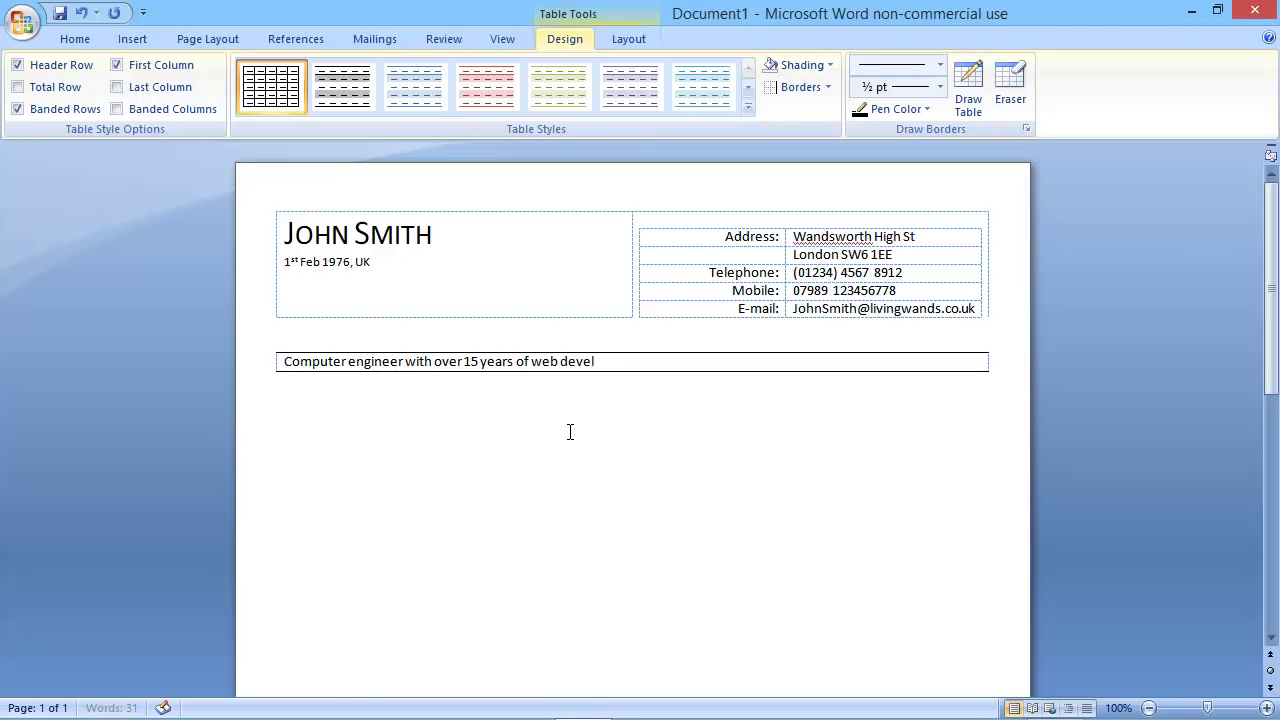 Table Tools
Document1 - Microsoft Word non-commercial use
Home Insert Page Layout References Mailings Review View Design Layout
Header Row First Column
Total Row Last Column
Banded Rows Banded Columns
Table Style Options
Table Styles
Shading
Borders
½ pt
Pen Color
Draw Table
Eraser
Draw Borders
JOHN SMITH
1st Feb 1976, UK
Address: Wandsworth High St
London SW6 1EE
Telephone: (01234) 4567 8912
Mobile: 07989 123456778
E-mail: JohnSmith@livingwands.co.uk
Computer engineer with over 15 years of web devel
Page: 1 of 1 Words: 31 100%